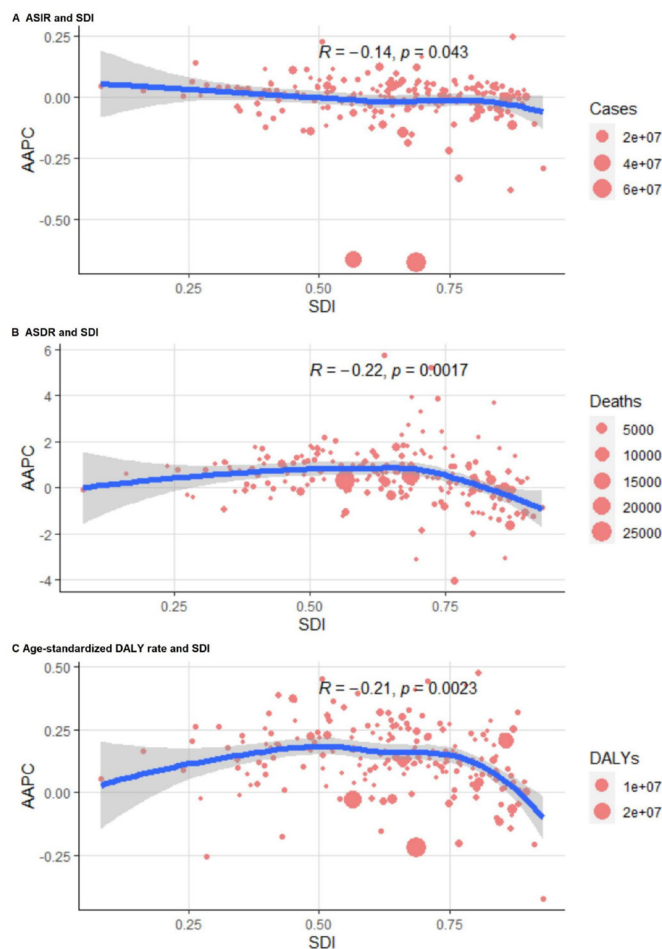 A ASIR and SDI
0.25
R = −0.14, p = 0.043
0.00
−0.25
−0.50
AAPC
0.25
0.50
0.75
SDI
Cases
2e+07
4e+07
6e+07
B ASDR and SDI
6
R = −0.22, p = 0.0017
4
2
0
−2
−4
AAPC
0.25
0.50
0.75
SDI
Deaths
5000
10000
15000
20000
25000
C Age-standardized DALY rate and SDI
0.50
R = −0.21, p = 0.0023
0.25
0.00
−0.25
AAPC
0.25
0.50
0.75
SDI
DALYs
1e+07
2e+07